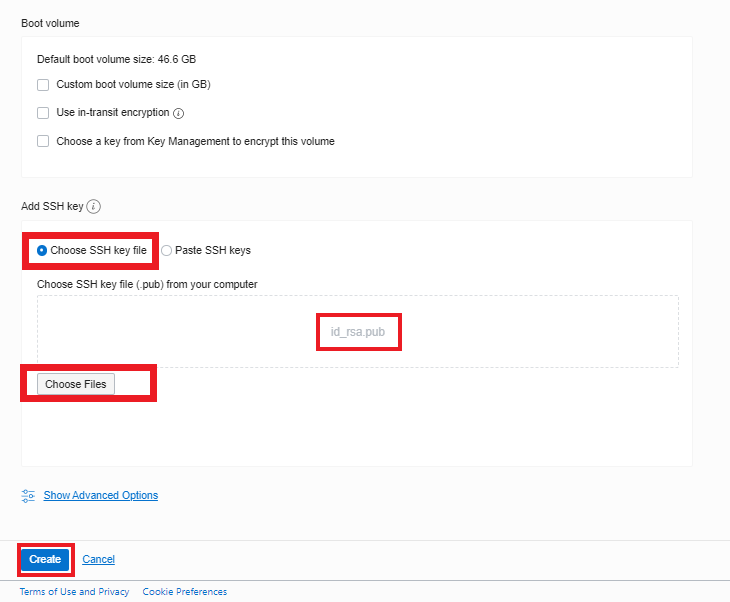 Boot volume
Default boot volume size: 46.6 GB
Custom boot volume size (in GB)
Use in-transit encryption
Choose a key from Key Management to encrypt this volume
Add SSH key
Choose SSH key file Paste SSH keys
Choose SSH key file (.pub) from your computer
id_rsa.pub
Choose Files
Show Advanced Options
Create Cancel
Terms of Use and Privacy Cookie Preferences